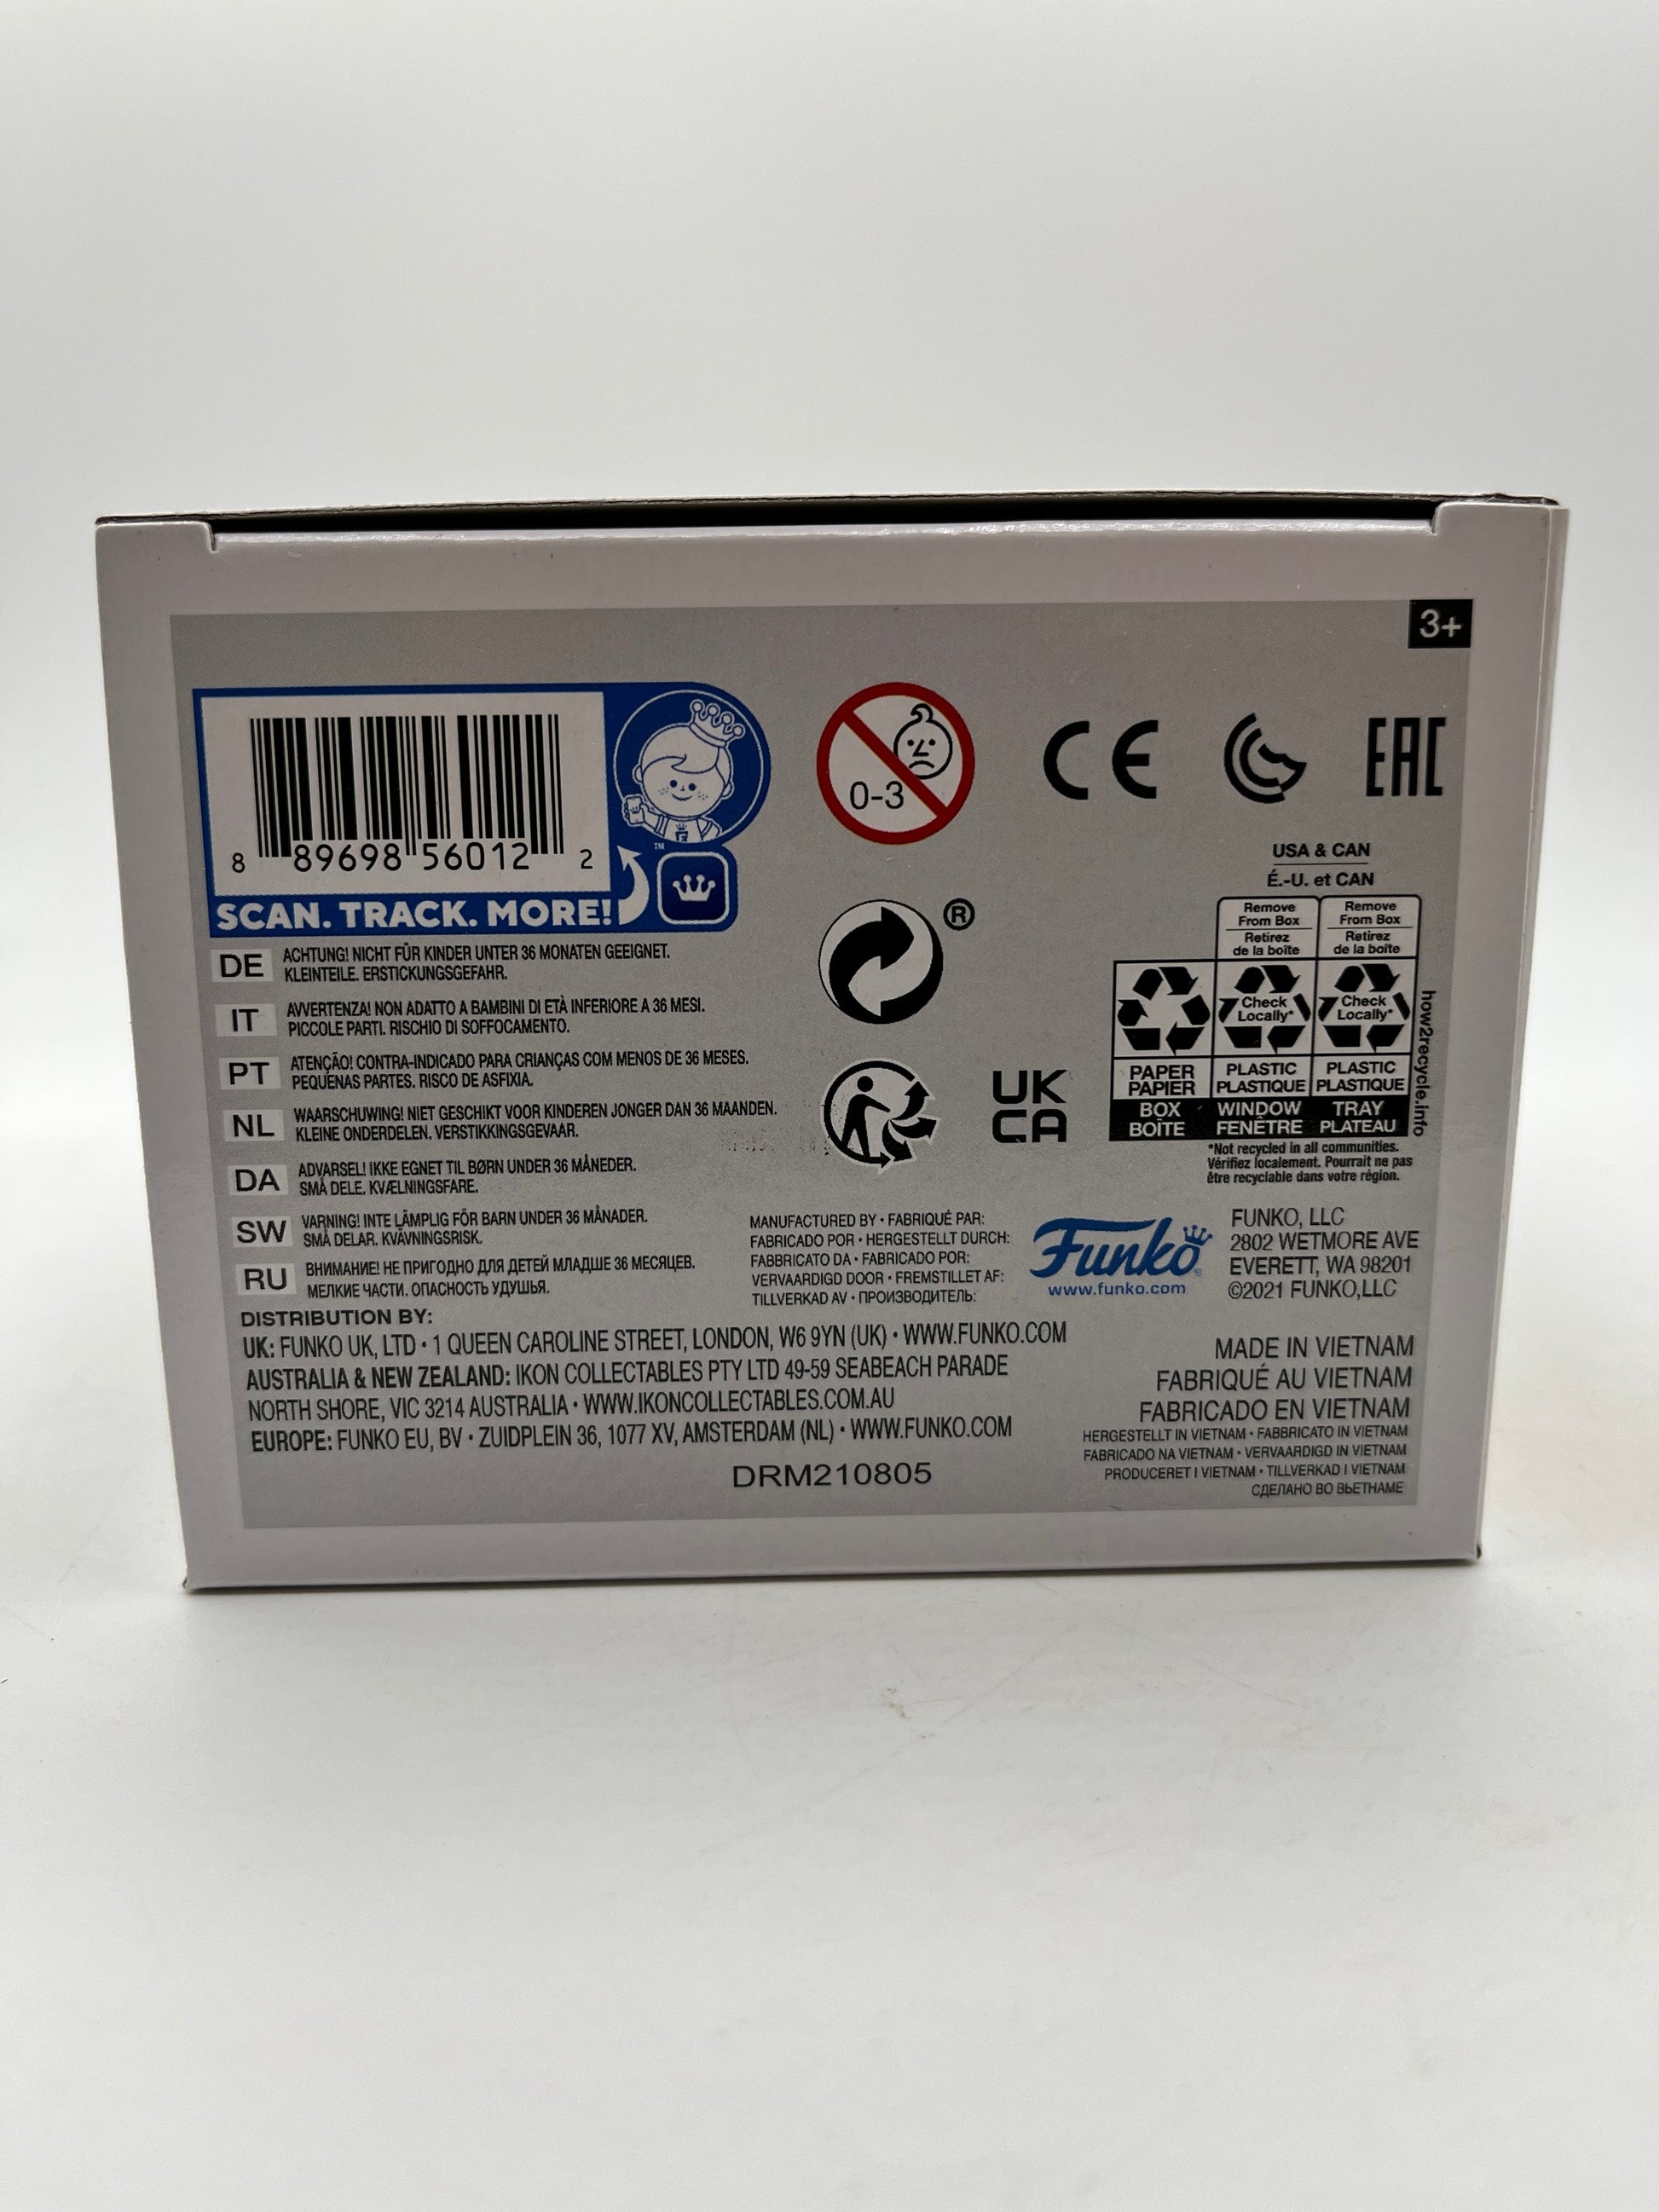 3+
8 89698 56012 2
™
SCAN. TRACK. MORE!
0-3
CE
EAC
®
UK
CA
USA & CAN
É.-U. et CAN
Remove
From Box
Retirez
de la boîte
Remove
From Box
Retirez
de la boîte
Check
Locally*
Check
Locally*
PAPER
PAPIER
PLASTIC
PLASTIQUE
PLASTIC
PLASTIQUE
BOX
BOÎTE
WINDOW
FENÊTRE
TRAY
PLATEAU
how2recycle.info
*Not recycled in all communities.
Vérifiez localement. Pourrait ne pas
être recyclable dans votre région.
DE ACHTUNG! NICHT FÜR KINDER UNTER 36 MONATEN GEEIGNET.
KLEINTEILE. ERSTICKUNGSGEFAHR.
IT AVVERTENZA! NON ADATTO A BAMBINI DI ETÀ INFERIORE A 36 MESI.
PICCOLE PARTI. RISCHIO DI SOFFOCAMENTO.
PT ATENÇÃO! CONTRA-INDICADO PARA CRIANÇAS COM MENOS DE 36 MESES.
PEQUENAS PARTES. RISCO DE ASFIXIA.
NL WAARSCHUWING! NIET GESCHIKT VOOR KINDEREN JONGER DAN 36 MAANDEN.
KLEINE ONDERDELEN. VERSTIKKINGSGEVAAR.
DA ADVARSEL! IKKE EGNET TIL BØRN UNDER 36 MÅNEDER.
SMÅ DELE. KVÆLNINGSFARE.
SW VARNING! INTE LÄMPLIG FÖR BARN UNDER 36 MÅNADER.
SMÅ DELAR. KVÄVNINGSRISK.
RU ВНИМАНИЕ! НЕ ПРИГОДНО ДЛЯ ДЕТЕЙ МЛАДШЕ 36 МЕСЯЦЕВ.
МЕЛКИЕ ЧАСТИ. ОПАСНОСТЬ УДУШЬЯ.
MANUFACTURED BY • FABRIQUÉ PAR:
FABRICADO POR • HERGESTELLT DURCH:
FABBRICATO DA • FABRICADO POR:
VERVAARDIGD DOOR • FREMSTILLET AF:
TILLVERKAD AV • ПРОИЗВОДИТЕЛЬ:
Funko
www.funko.com
FUNKO, LLC
2802 WETMORE AVE
EVERETT, WA 98201
©2021 FUNKO,LLC
DISTRIBUTION BY:
UK: FUNKO UK, LTD • 1 QUEEN CAROLINE STREET, LONDON, W6 9YN (UK) • WWW.FUNKO.COM
AUSTRALIA & NEW ZEALAND: IKON COLLECTABLES PTY LTD 49-59 SEABEACH PARADE
NORTH SHORE, VIC 3214 AUSTRALIA • WWW.IKONCOLLECTABLES.COM.AU
EUROPE: FUNKO EU, BV • ZUIDPLEIN 36, 1077 XV, AMSTERDAM (NL) • WWW.FUNKO.COM
DRM210805
MADE IN VIETNAM
FABRIQUÉ AU VIETNAM
FABRICADO EN VIETNAM
HERGESTELLT IN VIETNAM • FABBRICATO IN VIETNAM
FABRICADO NA VIETNAM • VERVAARDIGD IN VIETNAM
PRODUCERET I VIETNAM • TILLVERKAD I VIETNAM
СДЕЛАНО ВО ВЬЕТНАМЕ